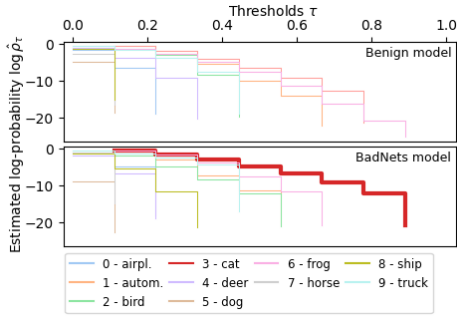 Thresholds τ
0.0 0.2 0.4 0.6 0.8 1.0
Estimated log-probability log ρ̂τ
0
−10
−20
Benign model
0
−10
−20
BadNets model
0 - airpl. 3 - cat 6 - frog 8 - ship
1 - autom. 4 - deer 7 - horse 9 - truck
2 - bird 5 - dog